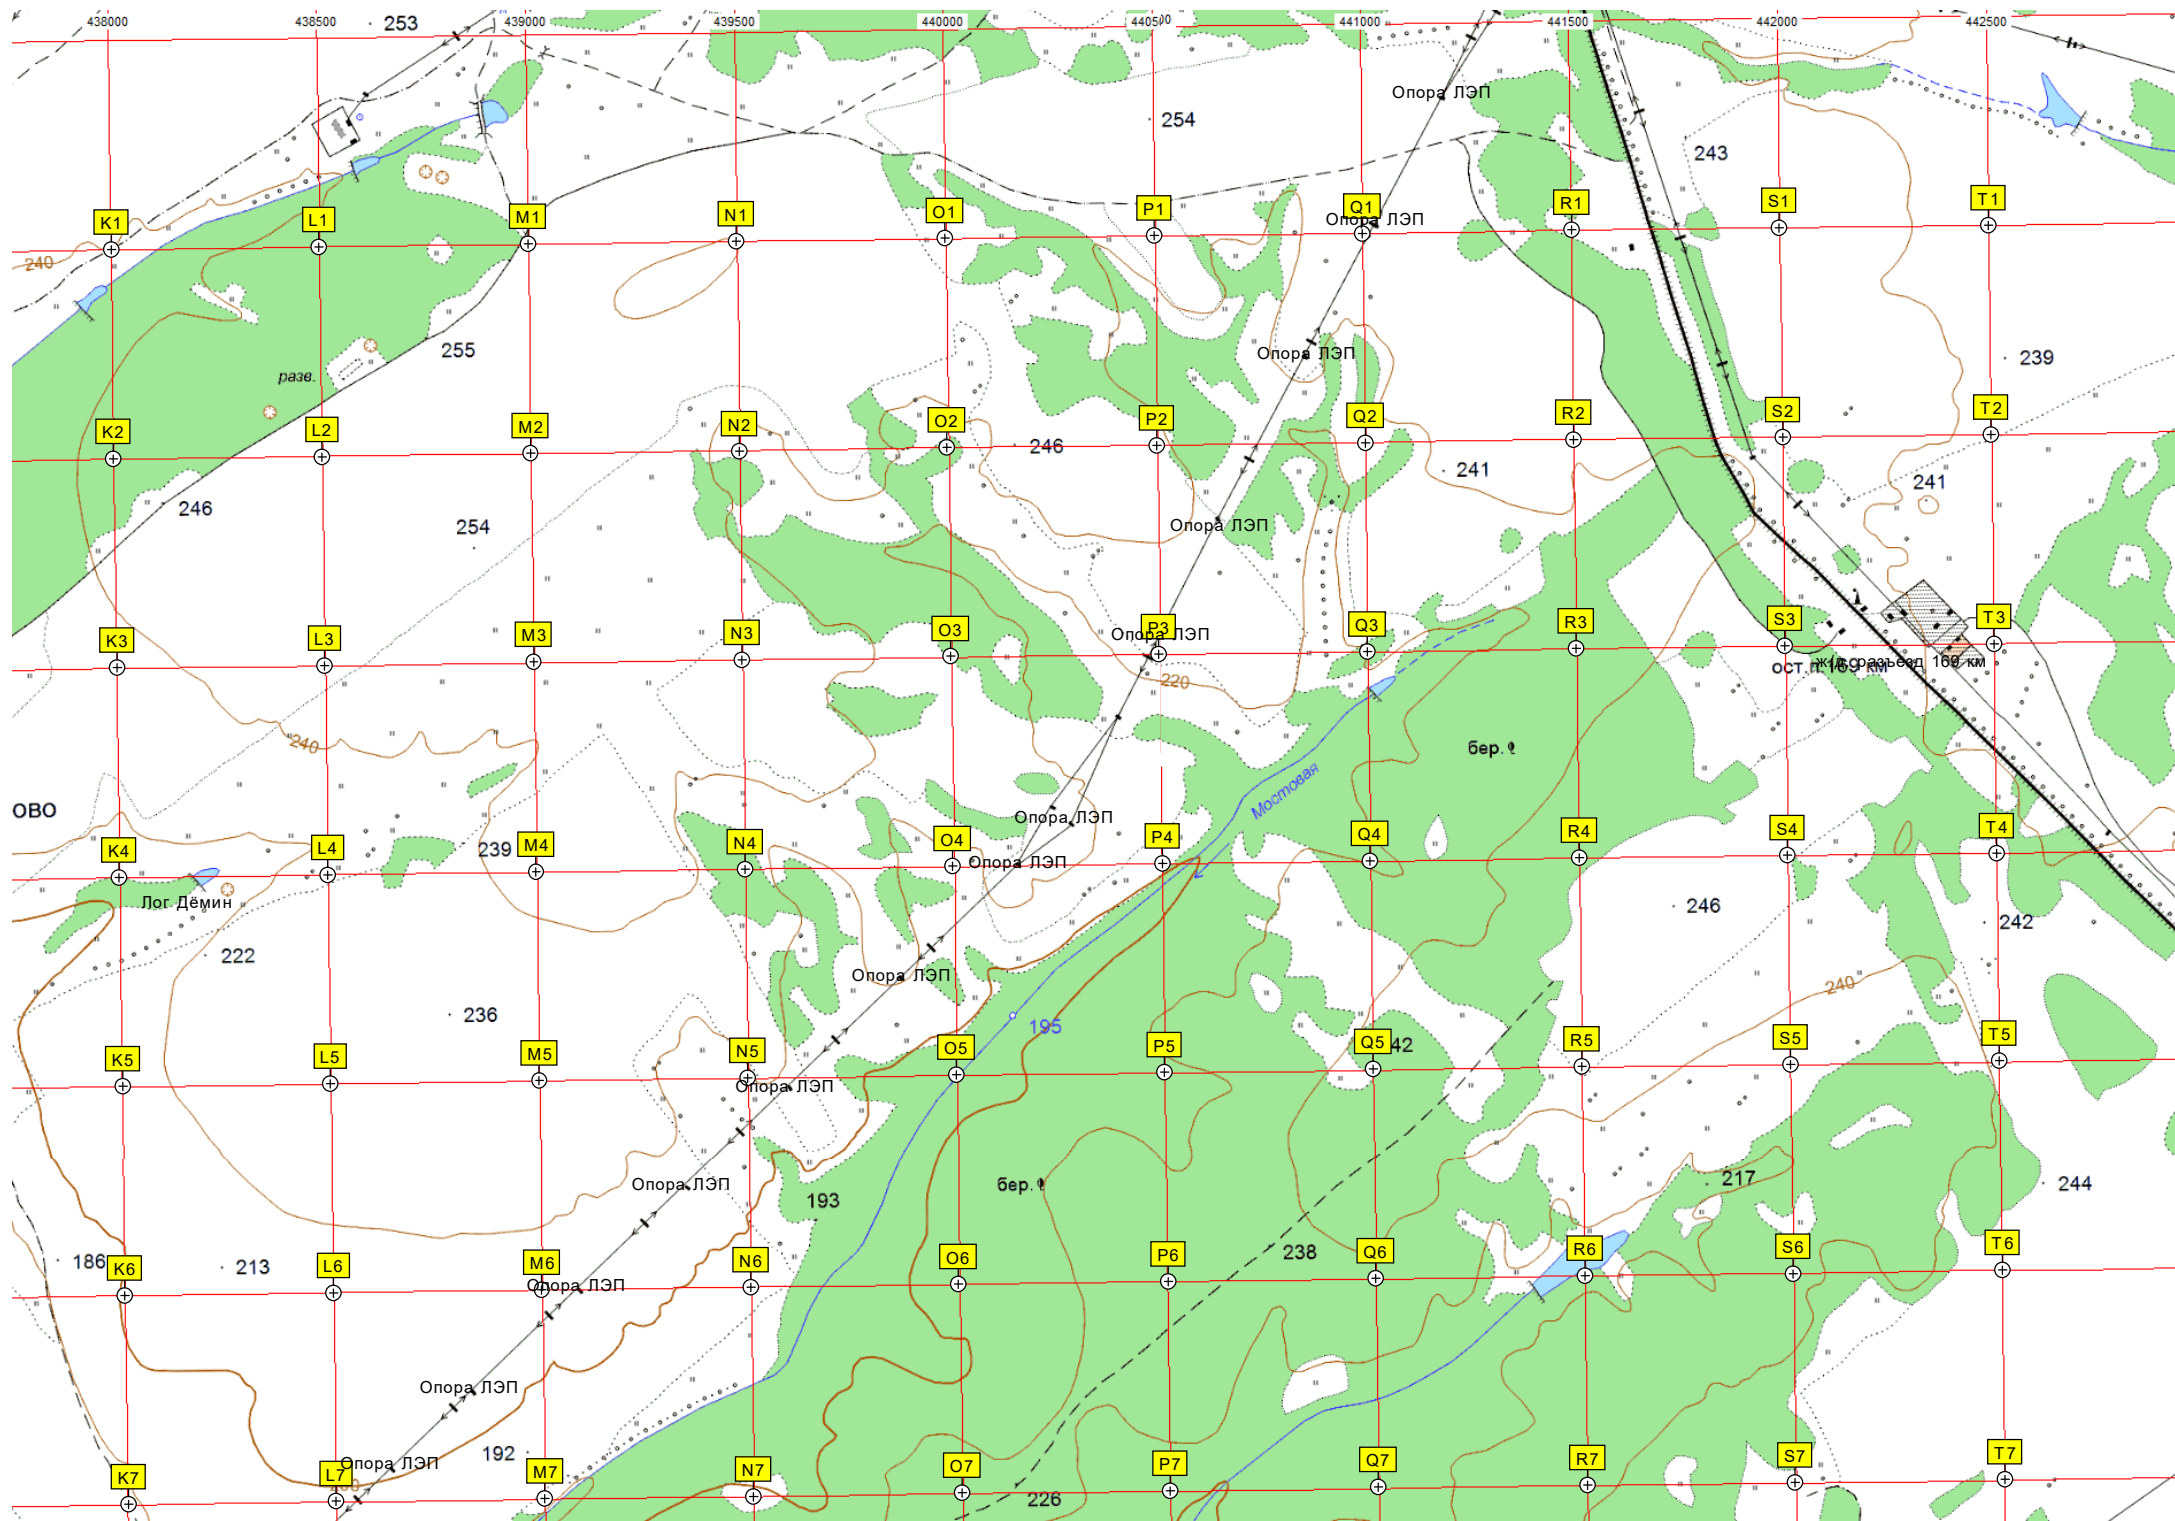 438000 438500 439000 439500 440000 440500 441000 441500 442000 442500
253
Опора ЛЭП
254
243
K1 L1 M1 N1 O1 P1 Q1 R1 S1 T1
Опора ЛЭП
240
255
Опора ЛЭП
239
разв.
K2 L2 M2 N2 O2 P2 Q2 R2 S2 T2
246
241
241
246
254
Опора ЛЭП
K3 L3 M3 N3 O3 P3 Q3 R3 S3 T3
Опора ЛЭП
ост.п.169 км
ж/д. разъезд 169 км
220
240
бер.
Мостовая
ОВО
Опора ЛЭП
K4 L4 M4 N4 O4 P4 Q4 R4 S4 T4
239
Опора ЛЭП
Лог Дёмин
246
242
222
Опора ЛЭП
240
236
195
K5 L5 M5 N5 O5 P5 Q5 R5 S5 T5
42
Опора ЛЭП
Опора ЛЭП
бер.
193
217
244
238
186
213
K6 L6 M6 N6 O6 P6 Q6 R6 S6 T6
Опора ЛЭП
Опора ЛЭП
192
Опора ЛЭП
K7 L7 M7 N7 O7 P7 Q7 R7 S7 T7
226